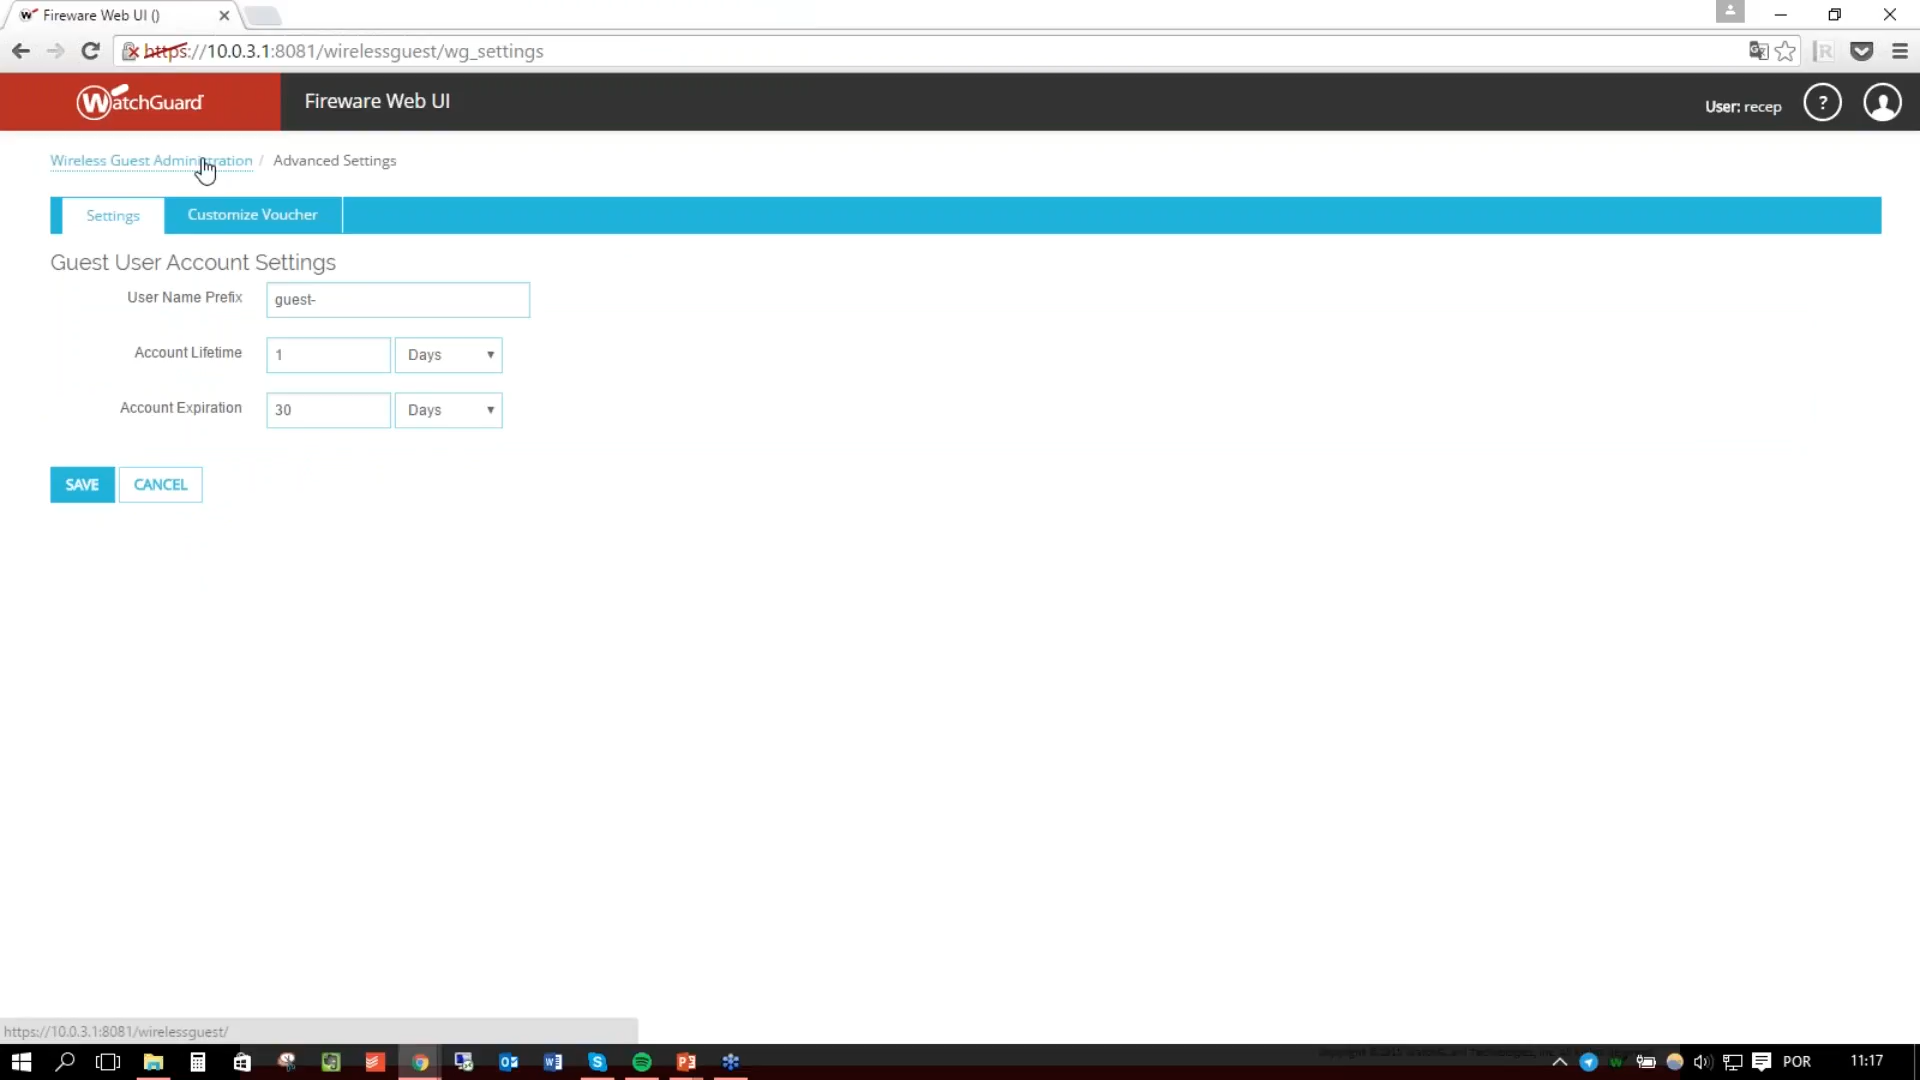 Fireware Web UI ()
https://10.0.3.1:8081/wirelessguest/wg_settings
WatchGuard
Fireware Web UI
User: recep
?
Wireless Guest Administration / Advanced Settings
Settings
Customize Voucher
Guest User Account Settings
User Name Prefix
guest-
Account Lifetime
1
Days
Account Expiration
30
Days
SAVE
CANCEL
https://10.0.3.1:8081/wirelessguest/
POR
11:17